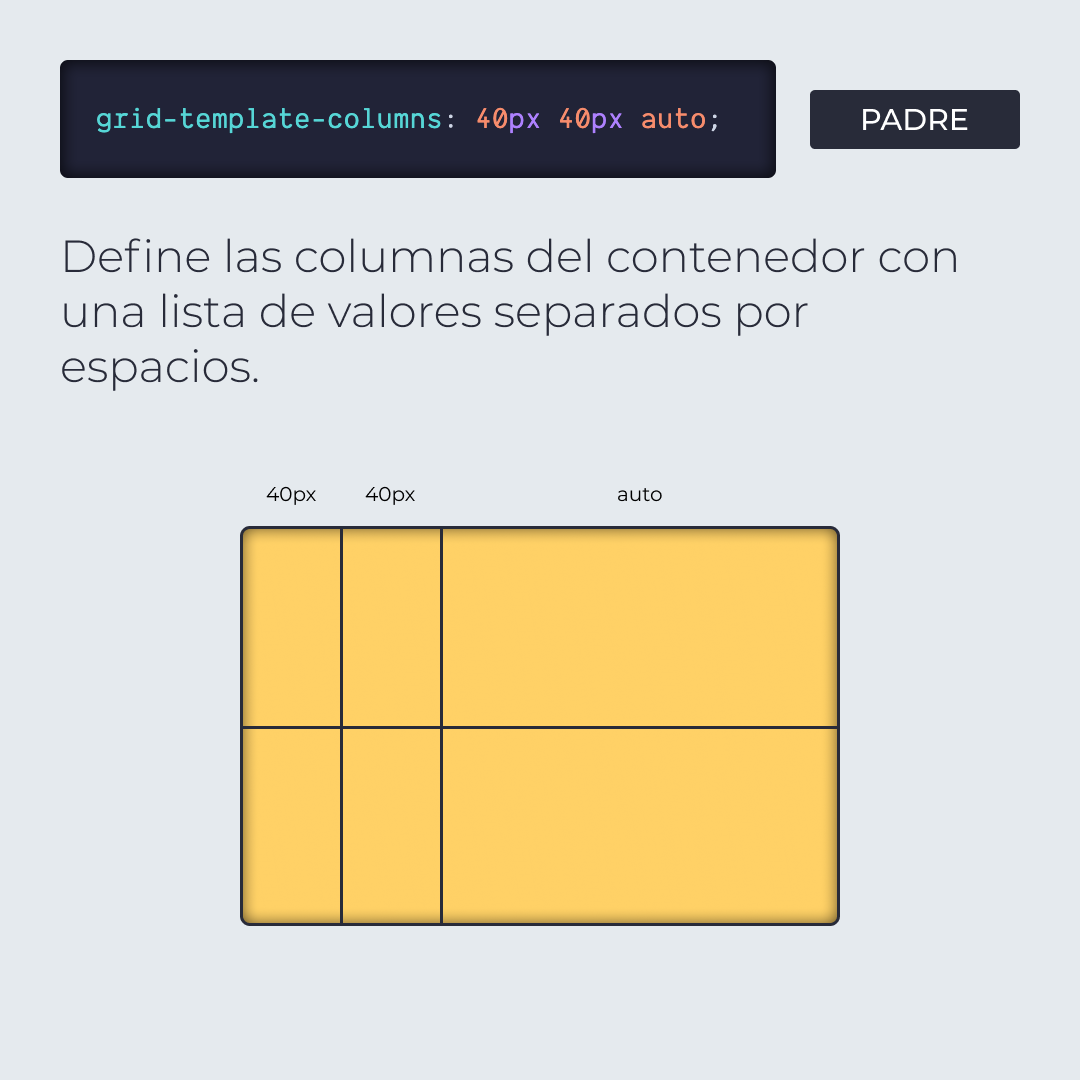 grid-template-columns: 40px 40px auto;
PADRE
Define las columnas del contenedor con
una lista de valores separados por
espacios.
40px 40px auto